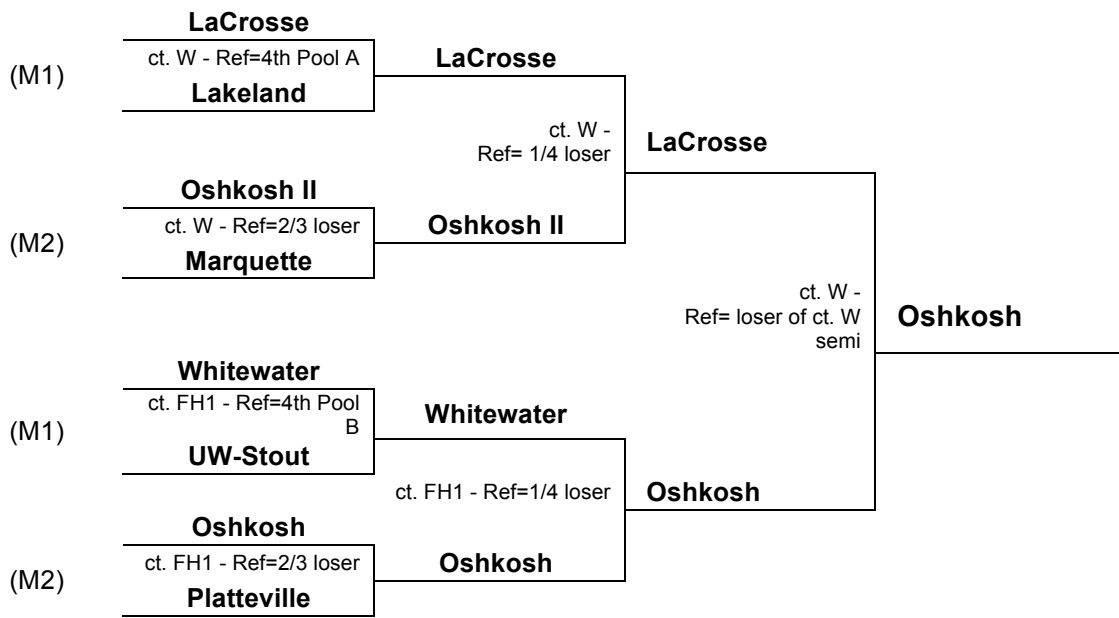 LaCrosse
(M1)
ct. W - Ref=4th Pool A
Lakeland
LaCrosse
ct. W -
Ref= 1/4 loser
LaCrosse
Oshkosh II
(M2)
ct. W - Ref=2/3 loser
Marquette
Oshkosh II
ct. W -
Ref= loser of ct. W
semi
Oshkosh
Whitewater
(M1)
ct. FH1 - Ref=4th Pool
B
UW-Stout
Whitewater
ct. FH1 - Ref=1/4 loser
Oshkosh
Oshkosh
(M2)
ct. FH1 - Ref=2/3 loser
Platteville
Oshkosh